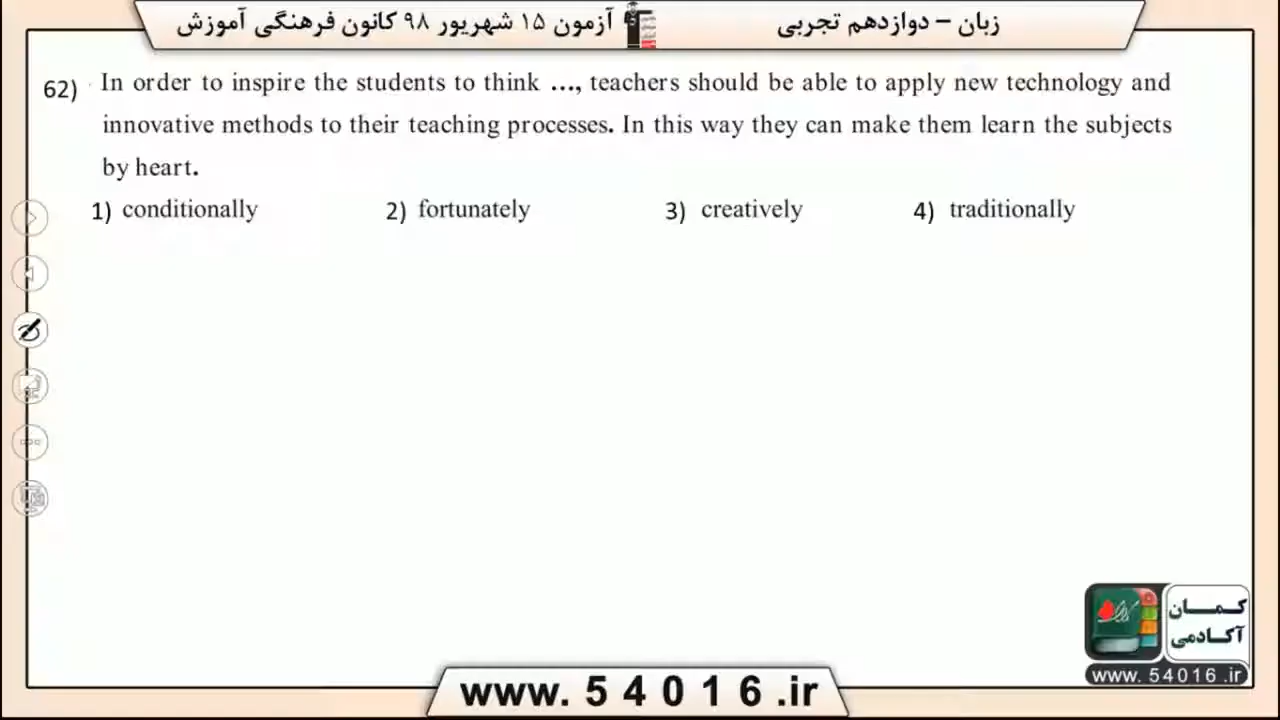 زبان – دوازدهم تجربی
آزمون ۱۵ شهریور ۹۸ کانون فرهنگی آموزش
62) In order to inspire the students to think ..., teachers should be able to apply new technology and
innovative methods to their teaching processes. In this way they can make them learn the subjects
by heart.
1) conditionally 2) fortunately 3) creatively 4) traditionally
کمان
آکادمی
www. 54016 .ir
www. 5 4 0 1 6 .ir